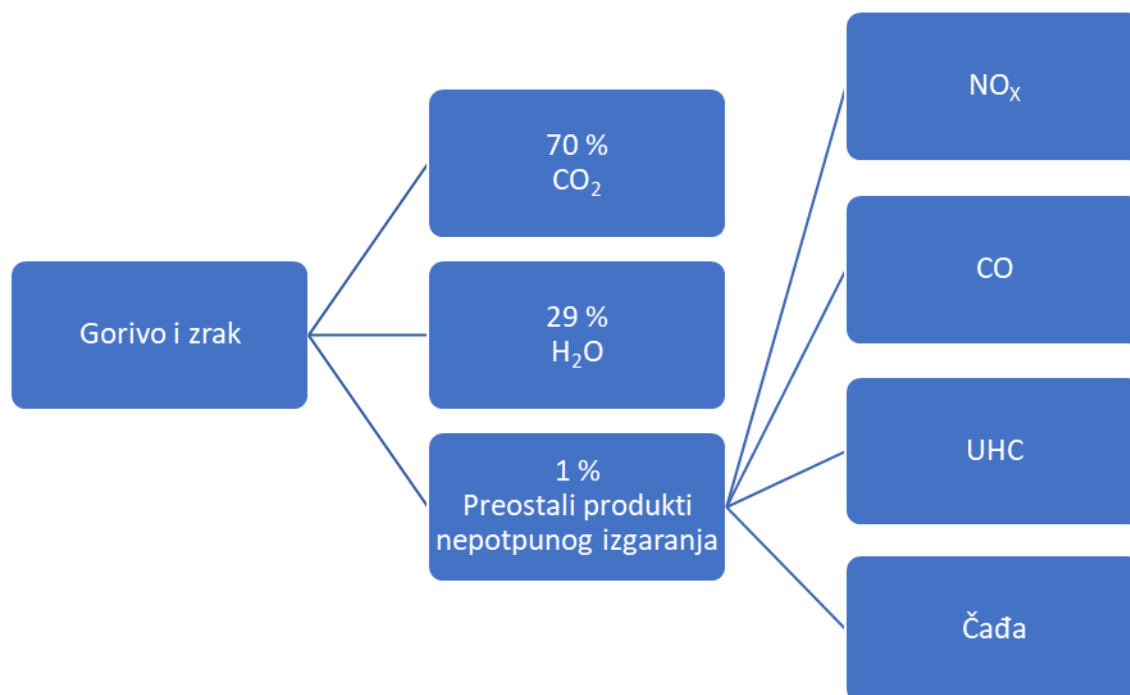 Gorivo i zrak
70 %
CO₂
29 %
H₂O
1 %
Preostali produkti
nepotpunog izgaranja
NOₓ
CO
UHC
Čađa